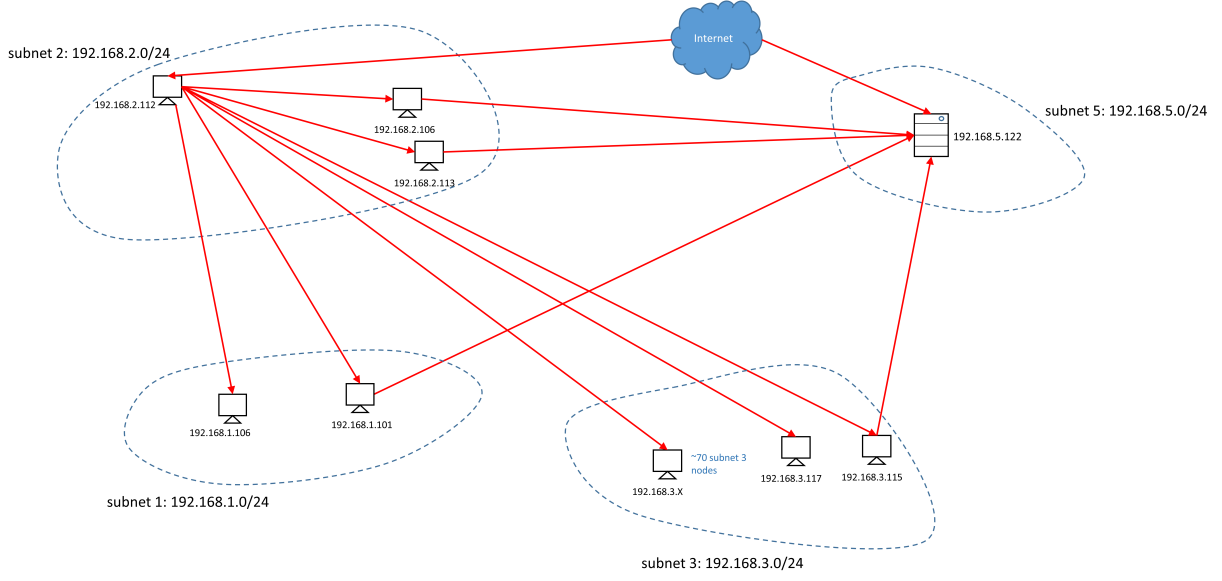 Internet
subnet 2: 192.168.2.0/24
192.168.2.112
192.168.2.106
192.168.2.113
subnet 5: 192.168.5.0/24
192.168.5.122
192.168.1.106
192.168.1.101
subnet 1: 192.168.1.0/24
~70 subnet 3
nodes
192.168.3.X
192.168.3.117
192.168.3.115
subnet 3: 192.168.3.0/24